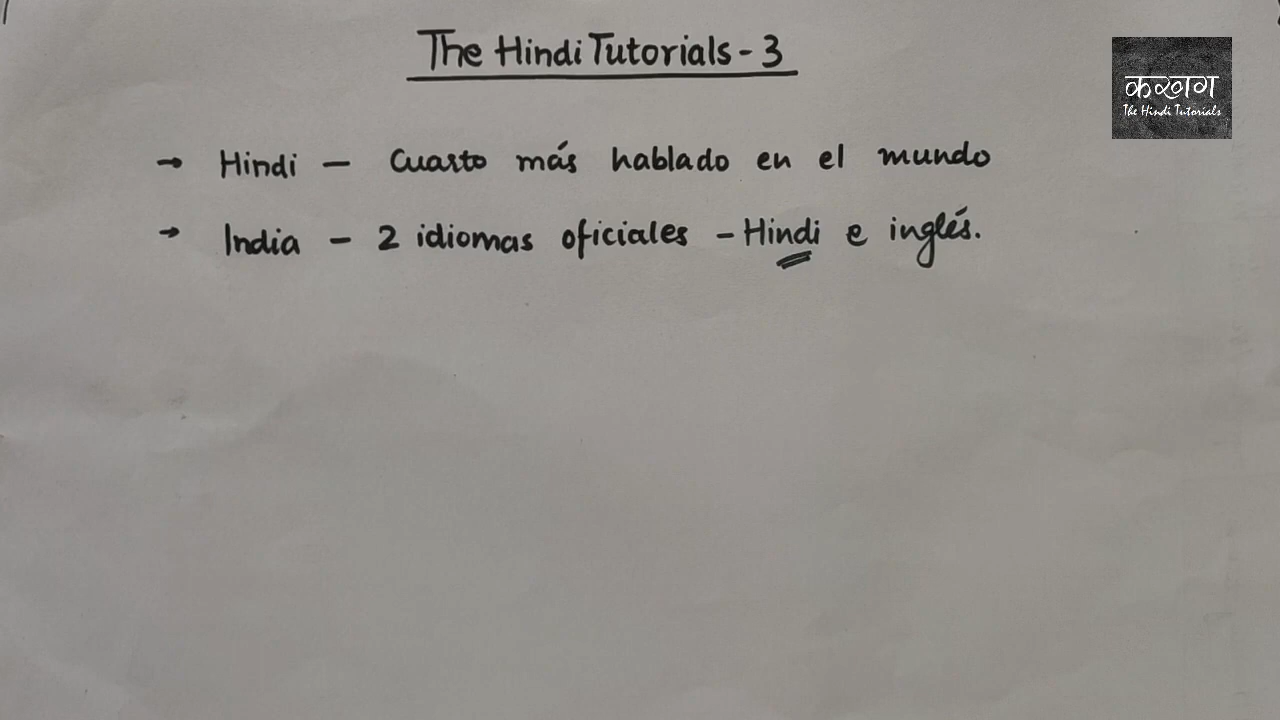 The Hindi Tutorials - 3
कखग
The Hindi Tutorials
→ Hindi — Cuarto más hablado en el mundo
→ India - 2 idiomas oficiales - Hindi e inglés.